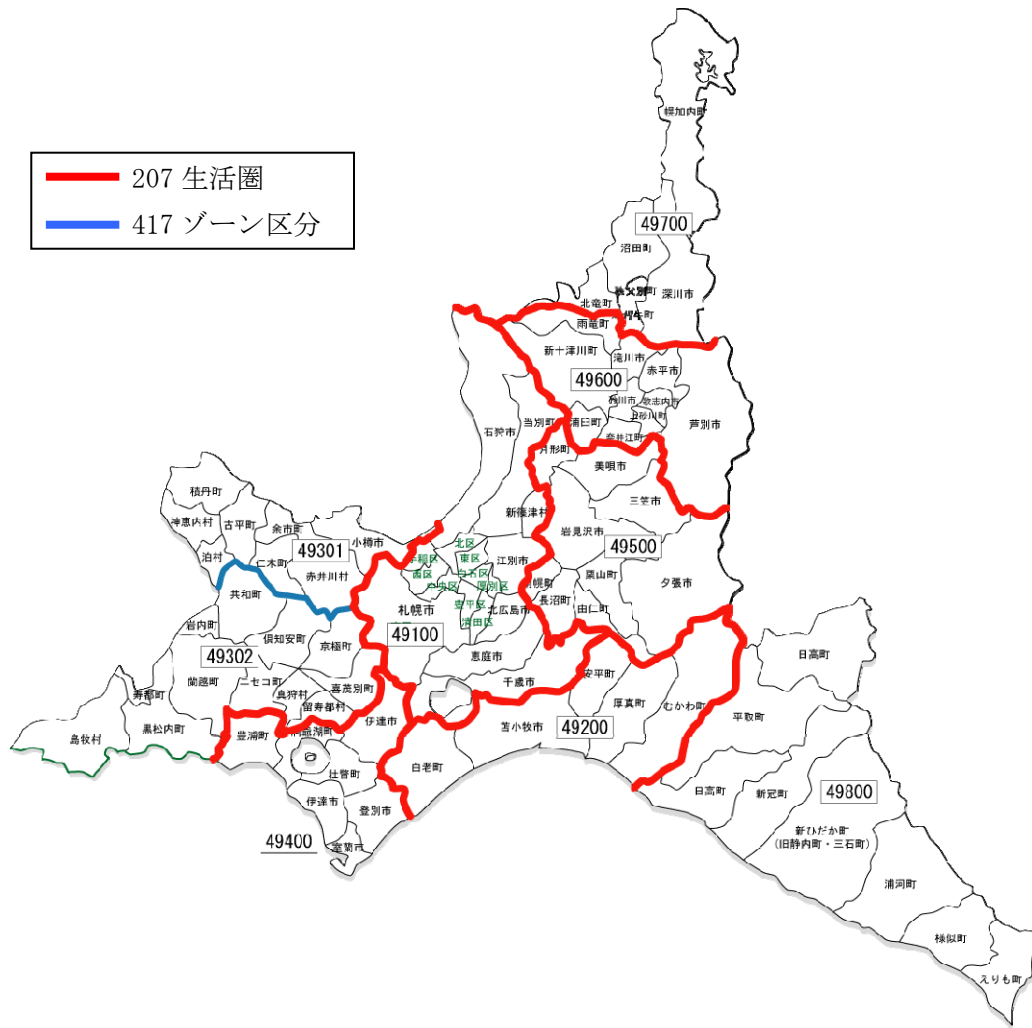 207 生活圏
417 ゾーン区分
幌加内町
49700
沼田町
深川市
北竜町
雨竜町
新十津川町
滝川市
赤平市
49600
歌志内市
浦臼町
奈井江町
芦別市
石狩市
当別町
月形町
美唄市
三笠市
新篠津村
岩見沢市
49500
栗山町
夕張市
長沼町
由仁町
積丹町
神恵内村
古平町
余市町
小樽市
49301
泊村
仁木町
赤井川村
共和町
岩内町
倶知安町
京極町
49302
蘭越町
ニセコ町
真狩村
喜茂別町
留寿都村
寿都町
黒松内町
島牧村
北区
手稲区
東区
西区
白石区
中央区
厚別区
豊平区
清田区
江別市
北広島市
札幌市
49100
恵庭市
千歳市
安平町
厚真町
むかわ町
苫小牧市
49200
白老町
豊浦町
伊達市
壮瞥町
伊達市
登別市
室蘭市
49400
日高町
平取町
日高町
新冠町
49800
新ひだか町
(旧静内町・三石町)
浦河町
様似町
えりも町